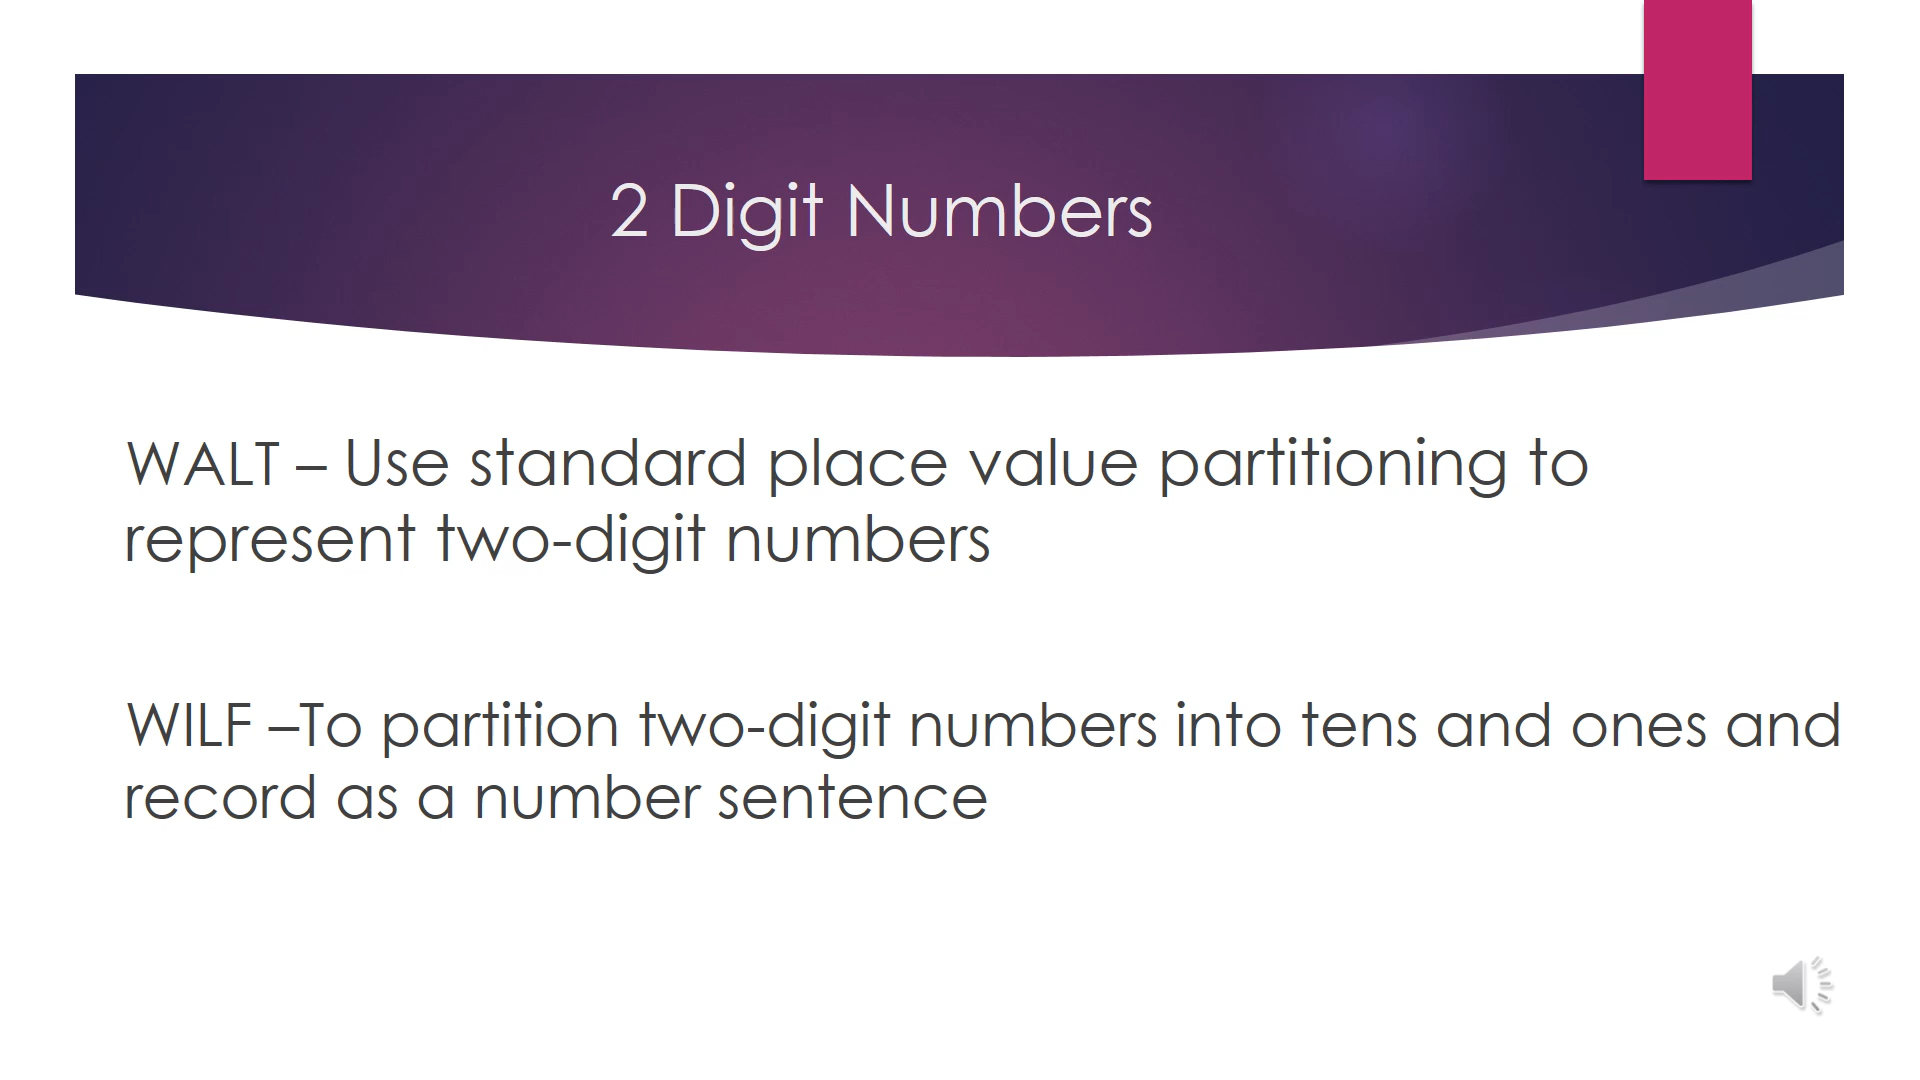 2 Digit Numbers
WALT – Use standard place value partitioning to
represent two-digit numbers
WILF –To partition two-digit numbers into tens and ones and
record as a number sentence